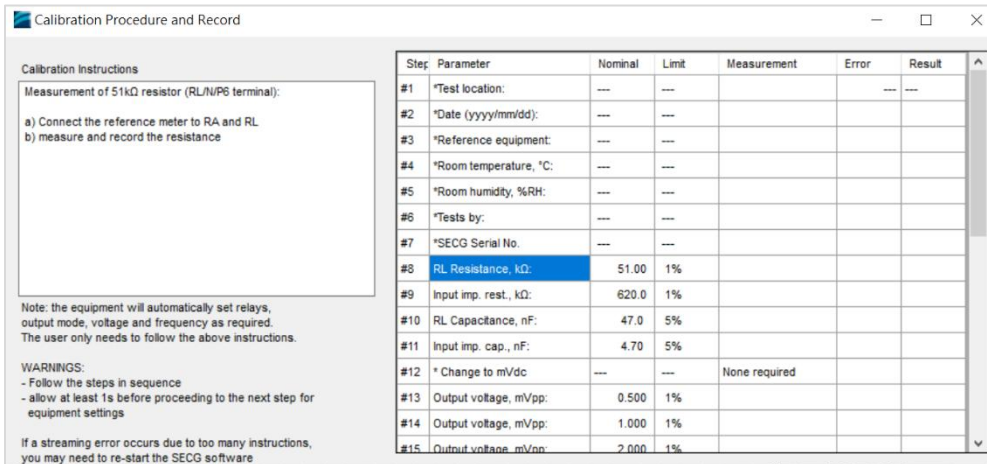 Calibration Procedure and Record
Calibration Instructions
Measurement of 51kΩ resistor (RL/N/P6 terminal):
a) Connect the reference meter to RA and RL
b) measure and record the resistance
Note: the equipment will automatically set relays,
output mode, voltage and frequency as required.
The user only needs to follow the above instructions.
WARNINGS:
- Follow the steps in sequence
- allow at least 1s before proceeding to the next step for
equipment settings
If a streaming error occurs due to too many instructions,
you may need to re-start the SECG software
Step Parameter Nominal Limit Measurement Error Result
#1 *Test location: --- --- --- ---
#2 *Date (yyyy/mm/dd): --- ---
#3 *Reference equipment: --- ---
#4 *Room temperature, °C: --- ---
#5 *Room humidity, %RH: --- ---
#6 *Tests by: --- ---
#7 *SECG Serial No. --- ---
#8 RL Resistance, kΩ: 51.00 1%
#9 Input imp. rest., kΩ: 620.0 1%
#10 RL Capacitance, nF: 47.0 5%
#11 Input imp. cap., nF: 4.70 5%
#12 * Change to mVdc --- --- None required
#13 Output voltage, mVpp: 0.500 1%
#14 Output voltage, mVpp: 1.000 1%
#15 Output voltage, mVpp: 2.000 1%